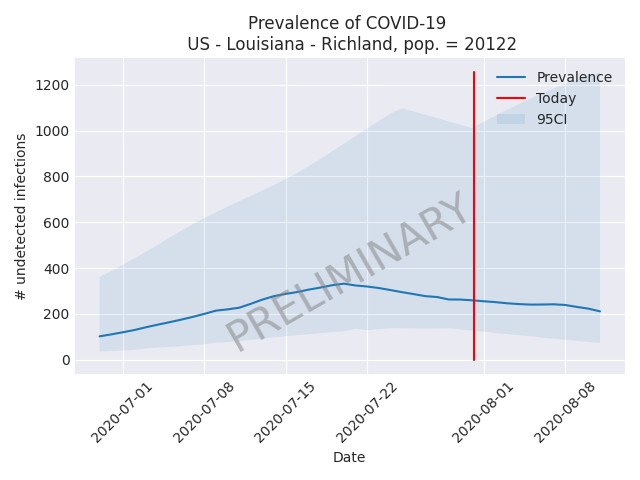 Prevalence of COVID-19
US - Louisiana - Richland, pop. = 20122
1200
1000
800
600
400
200
0
# undetected infections
Prevalence
Today
95CI
PRELIMINARY
2020-07-01
2020-07-08
2020-07-15
2020-07-22
2020-08-01
2020-08-08
Date